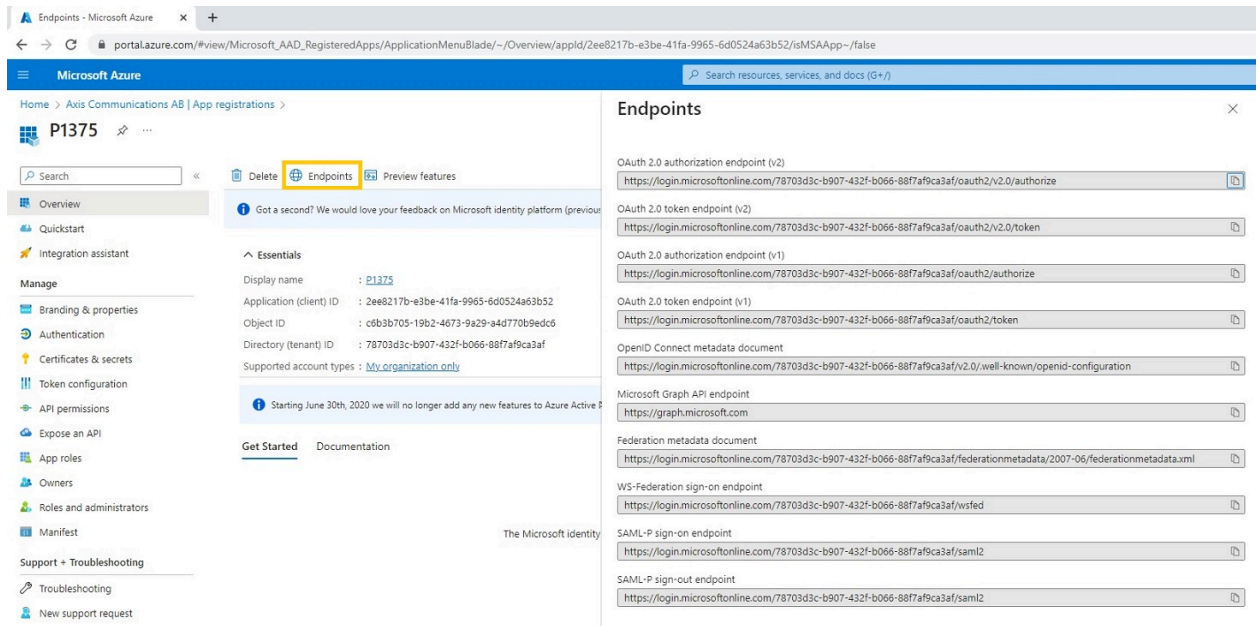 Endpoints - Microsoft Azure
portal.azure.com/#view/Microsoft_AAD_RegisteredApps/ApplicationMenuBlade/~/Overview/appId/2ee8217b-e3be-41fa-9965-6d0524a63b52/isMSAApp~/false
Microsoft Azure
Search resources, services, and docs (G+/)
Home > Axis Communications AB | App registrations >
P1375
Search
Overview
Quickstart
Integration assistant
Manage
Branding & properties
Authentication
Certificates & secrets
Token configuration
API permissions
Expose an API
App roles
Owners
Roles and administrators
Manifest
Support + Troubleshooting
Troubleshooting
New support request
Delete Endpoints Preview features
Got a second? We would love your feedback on Microsoft identity platform (previous
Essentials
Display name : P1375
Application (client) ID : 2ee8217b-e3be-41fa-9965-6d0524a63b52
Object ID : c6b3b705-19b2-4673-9a29-a4d770b9edc6
Directory (tenant) ID : 78703d3c-b907-432f-b066-88f7af9ca3af
Supported account types : My organization only
Starting June 30th, 2020 we will no longer add any new features to Azure Active
Get Started Documentation
The Microsoft identity
Endpoints
OAuth 2.0 authorization endpoint (v2)
https://login.microsoftonline.com/78703d3c-b907-432f-b066-88f7af9ca3af/oauth2/v2.0/authorize
OAuth 2.0 token endpoint (v2)
https://login.microsoftonline.com/78703d3c-b907-432f-b066-88f7af9ca3af/oauth2/v2.0/token
OAuth 2.0 authorization endpoint (v1)
https://login.microsoftonline.com/78703d3c-b907-432f-b066-88f7af9ca3af/oauth2/authorize
OAuth 2.0 token endpoint (v1)
https://login.microsoftonline.com/78703d3c-b907-432f-b066-88f7af9ca3af/oauth2/token
OpenID Connect metadata document
https://login.microsoftonline.com/78703d3c-b907-432f-b066-88f7af9ca3af/v2.0/.well-known/openid-configuration
Microsoft Graph API endpoint
https://graph.microsoft.com
Federation metadata document
https://login.microsoftonline.com/78703d3c-b907-432f-b066-88f7af9ca3af/federationmetadata/2007-06/federationmetadata.xml
WS-Federation sign-on endpoint
https://login.microsoftonline.com/78703d3c-b907-432f-b066-88f7af9ca3af/wsfed
SAML-P sign-on endpoint
https://login.microsoftonline.com/78703d3c-b907-432f-b066-88f7af9ca3af/saml2
SAML-P sign-out endpoint
https://login.microsoftonline.com/78703d3c-b907-432f-b066-88f7af9ca3af/saml2